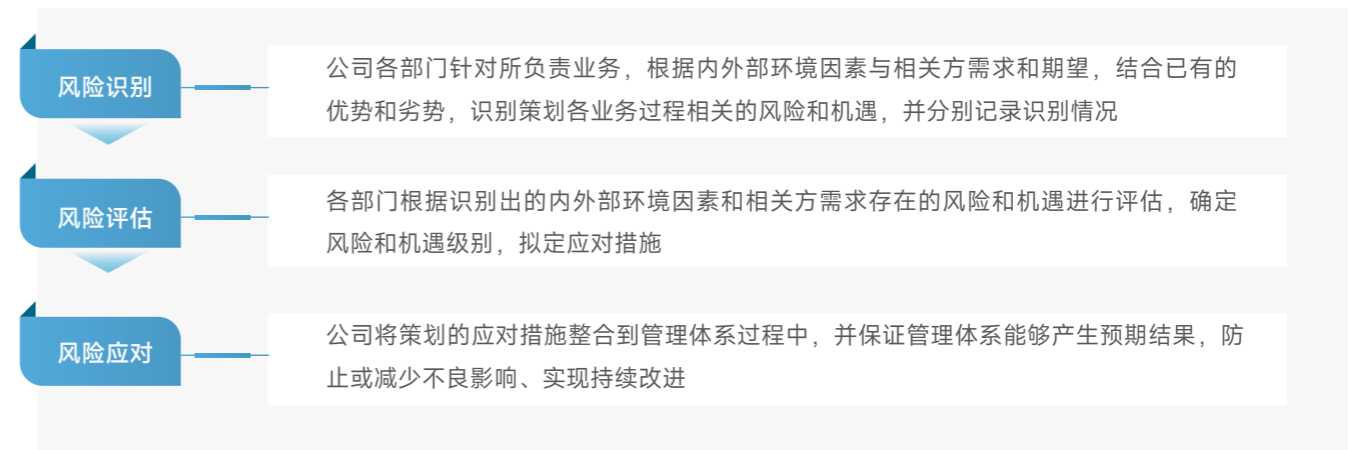 风险识别
公司各部门针对所负责业务，根据内外部环境因素与相关方需求和期望，结合已有的
优势和劣势，识别策划各业务过程相关的风险和机遇，并分别记录识别情况
风险评估
各部门根据识别出的内外部环境因素和相关方需求存在的风险和机遇进行评估，确定
风险和机遇级别，拟定应对措施
风险应对
公司将策划的应对措施整合到管理体系过程中，并保证管理体系能够产生预期结果，防
止或减少不良影响、实现持续改进